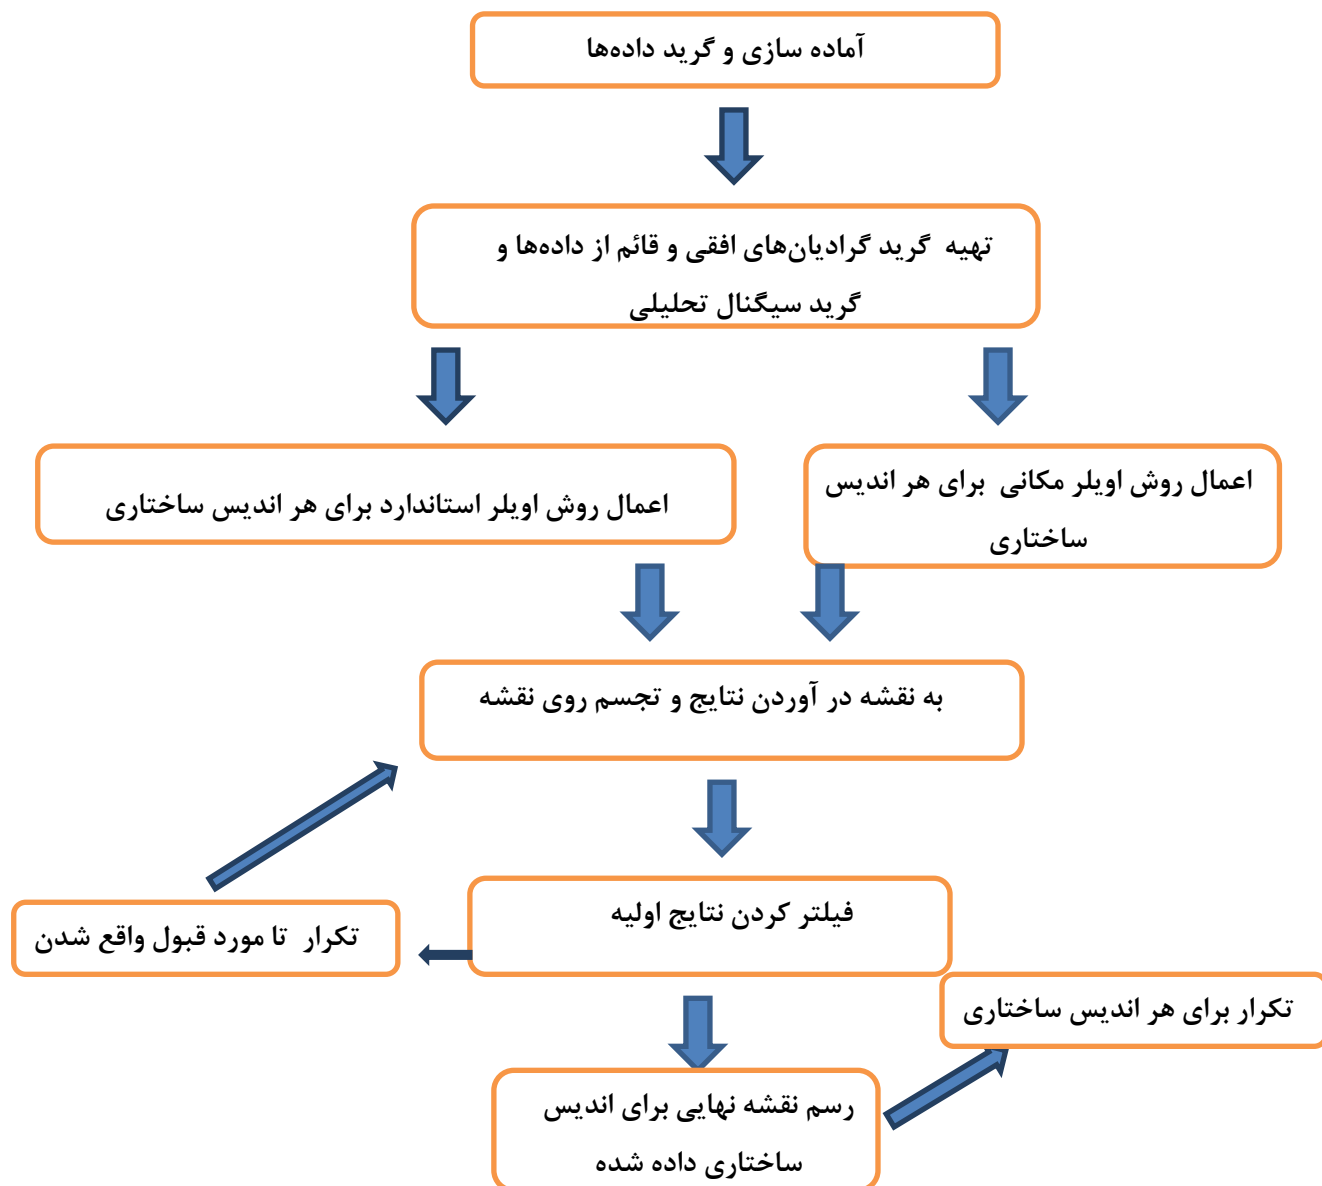 آماده سازی و گرید داده‌ها
تهیه گرید گرادیان‌های افقی و قائم از داده‌ها و
گرید سیگنال تحلیلی
اعمال روش اویلر مکانی برای هر اندیس
ساختاری
اعمال روش اویلر استاندارد برای هر اندیس ساختاری
به نقشه در آوردن نتایج و تجسم روی نقشه
فیلتر کردن نتایج اولیه
تکرار تا مورد قبول واقع شدن
تکرار برای هر اندیس ساختاری
رسم نقشه نهایی برای اندیس
ساختاری داده شده